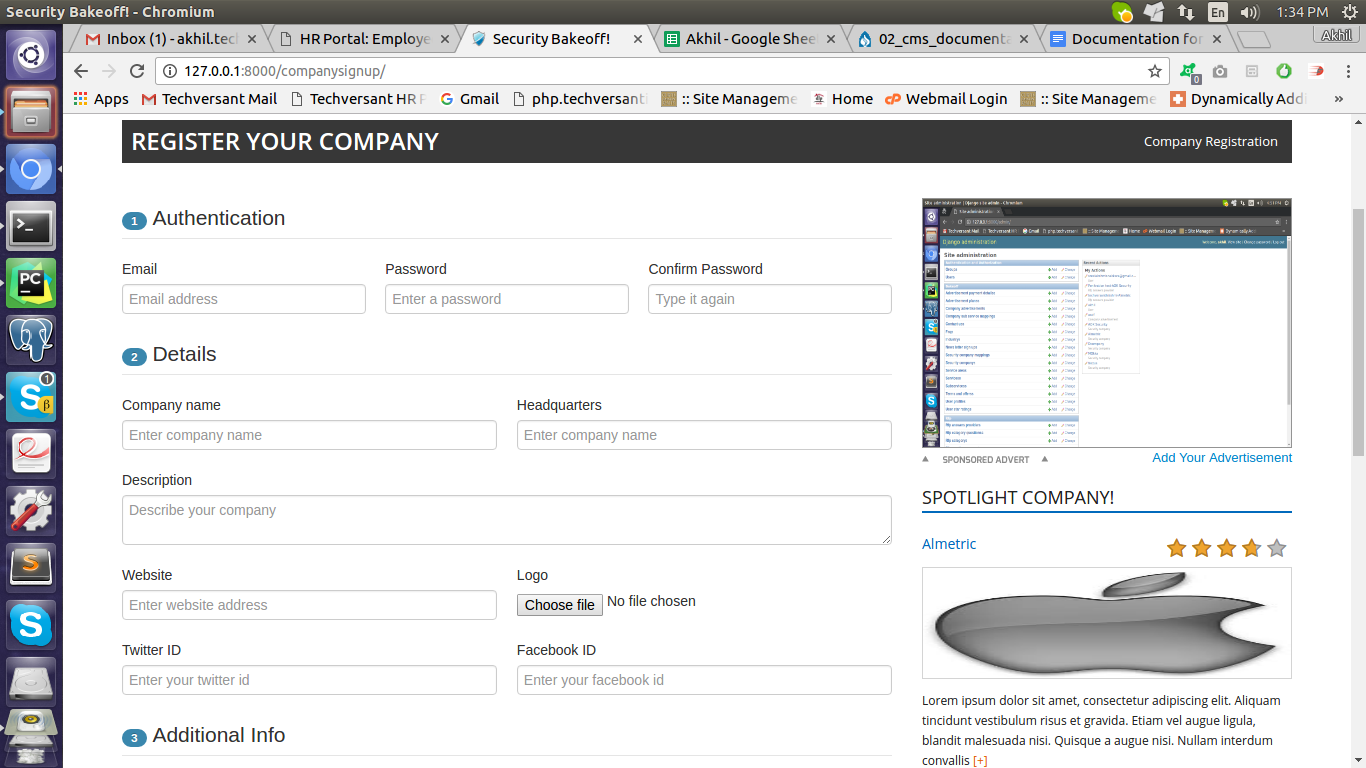 Security Bakeoff! - Chromium
En
1:34 PM
Inbox (1) - akhil.tec
HR Portal: Employe
Security Bakeoff!
Akhil - Google Shee
02_cms_documenta
Documentation for
Akhil
127.0.0.1:8000/companysignup/
0
Apps
Techversant Mail
Techversant HR P
Gmail
php.techversant
:: Site Manageme
Home
Webmail Login
:: Site Manageme
Dynamically Addi
»
REGISTER YOUR COMPANY
Company Registration
1 Authentication
Email
Password
Confirm Password
Email address
Enter a password
Type it again
2 Details
Company name
Headquarters
Enter company name
Enter company name
Description
Describe your company
Website
Logo
Enter website address
Choose file No file chosen
Twitter ID
Facebook ID
Enter your twitter id
Enter your facebook id
3 Additional Info
Django administration
Site administration
SPONSORED ADVERT
Add Your Advertisement
SPOTLIGHT COMPANY!
Almetric
Lorem ipsum dolor sit amet, consectetur adipiscing elit. Aliquam
tincidunt vestibulum risus et gravida. Etiam vel augue ligula,
blandit malesuada nisi. Quisque a augue nisi. Nullam interdum
convallis [+]